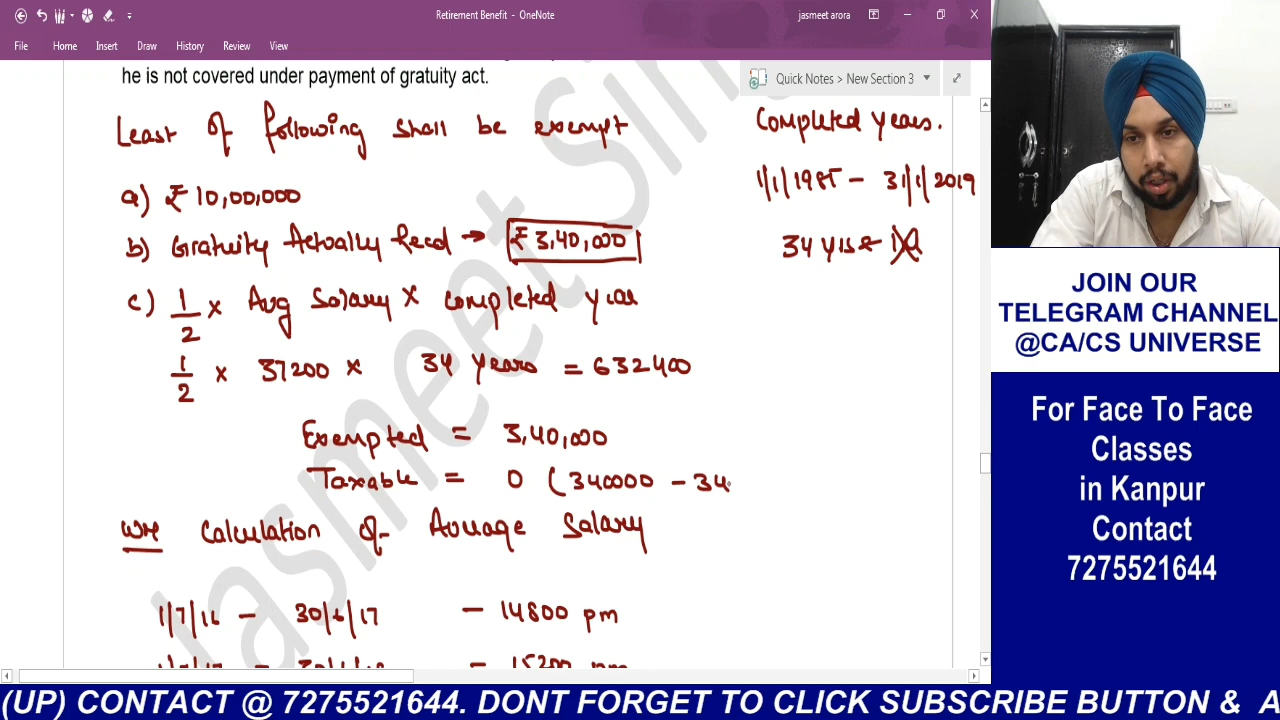 Retirement Benefit - OneNote
jasmeet arora
File Home Insert Draw History Review View
he is not covered under payment of gratuity act.
Quick Notes > New Section 3
Least of following shall be exempt
a) ₹ 10,00,000
b) Gratuity Actually Recd → ₹ 3,40,000
c) 1/2 × Avg Salary × completed year
1/2 × 37200 × 34 years = 632400
Exempted = 3,40,000
Taxable = 0 (340000 - 34
WN Calculation of Average Salary
1/7/16 - 30/6/17 - 14800 pm
15200 pm
Completed years.
1/1/1985 - 31/1/2019
34 yrs
Jasmeet Sin
JOIN OUR
TELEGRAM CHANNEL
@CA/CS UNIVERSE
For Face To Face
Classes
in Kanpur
Contact
7275521644
(UP) CONTACT @ 7275521644. DONT FORGET TO CLICK SUBSCRIBE BUTTON & A